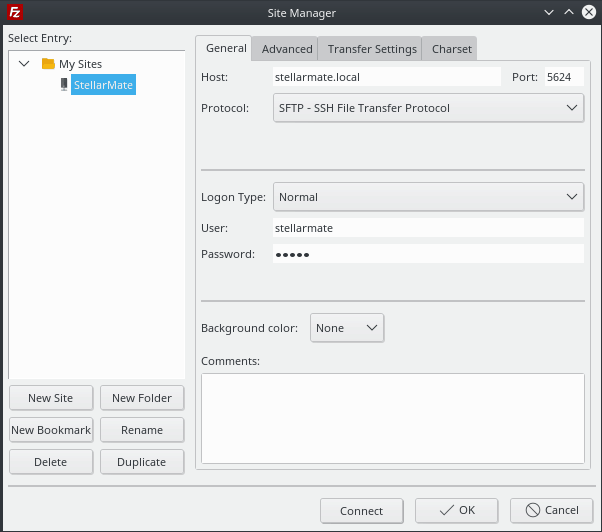 Fz
Site Manager
Select Entry:
My Sites
StellarMate
New Site
New Folder
New Bookmark
Rename
Delete
Duplicate
General
Advanced
Transfer Settings
Charset
Host:
stellarmate.local
Port:
5624
Protocol:
SFTP - SSH File Transfer Protocol
Logon Type:
Normal
User:
stellarmate
Password:
●●●●●
Background color:
None
Comments:
Connect
OK
Cancel